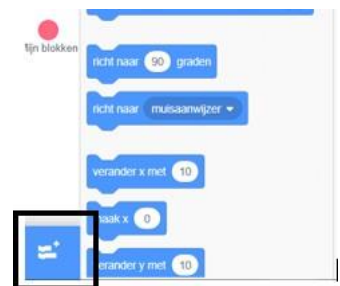 Mijn blokken
richt naar 90 graden
richt naar muisaanwijzer
verander x met 10
maak x 0
verander y met 10